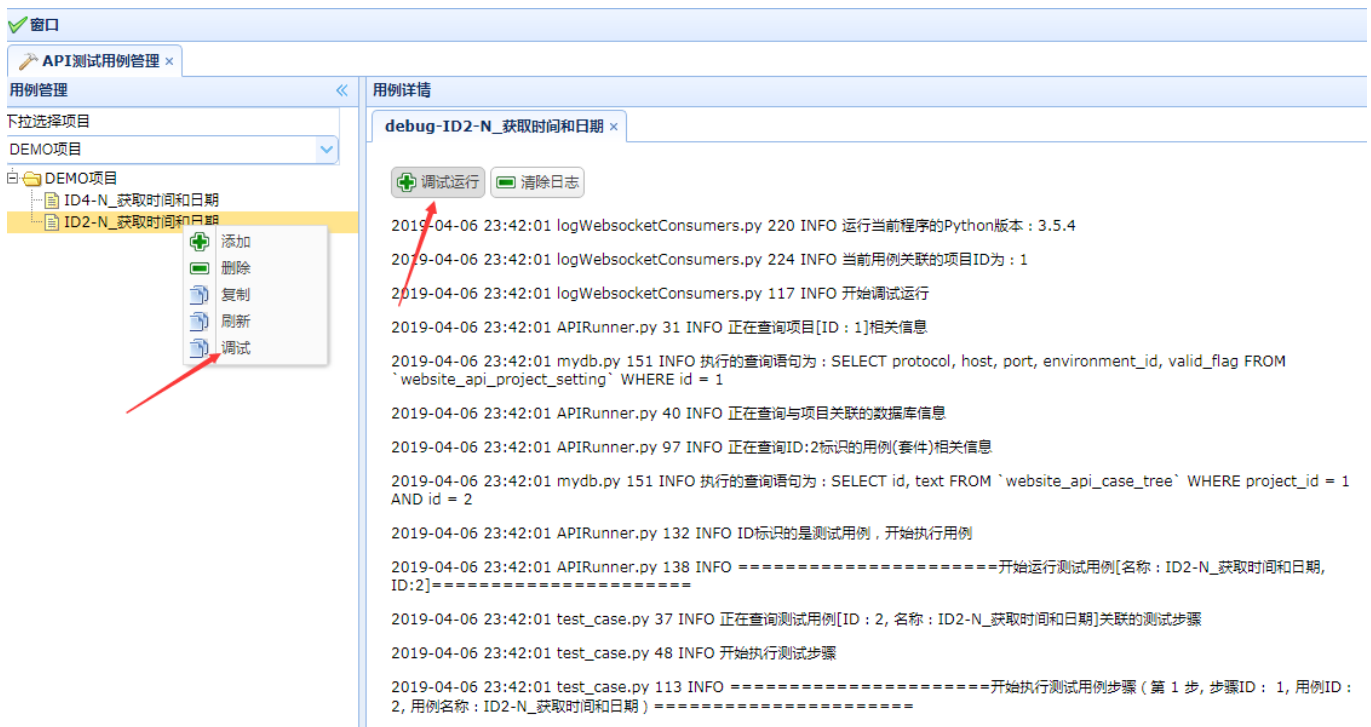 窗口
API测试用例管理 ×
用例管理
用例详情
下拉选择项目
DEMO项目
DEMO项目
ID4-N_获取时间和日期
ID2-N_获取时间和日期
添加
删除
复制
刷新
调试
debug-ID2-N_获取时间和日期 ×
调试运行 清除日志
2019-04-06 23:42:01 logWebsocketConsumers.py 220 INFO 运行当前程序的Python版本：3.5.4
2019-04-06 23:42:01 logWebsocketConsumers.py 224 INFO 当前用例关联的项目ID为：1
2019-04-06 23:42:01 logWebsocketConsumers.py 117 INFO 开始调试运行
2019-04-06 23:42:01 APIRunner.py 31 INFO 正在查询项目[ID：1]相关信息
2019-04-06 23:42:01 mydb.py 151 INFO 执行的查询语句为：SELECT protocol, host, port, environment_id, valid_flag FROM
`website_api_project_setting` WHERE id = 1
2019-04-06 23:42:01 APIRunner.py 40 INFO 正在查询与项目关联的数据库信息
2019-04-06 23:42:01 APIRunner.py 97 INFO 正在查询ID:2标识的用例(套件)相关信息
2019-04-06 23:42:01 mydb.py 151 INFO 执行的查询语句为：SELECT id, text FROM `website_api_case_tree` WHERE project_id = 1
AND id = 2
2019-04-06 23:42:01 APIRunner.py 132 INFO ID标识的是测试用例，开始执行用例
2019-04-06 23:42:01 APIRunner.py 138 INFO ======================开始运行测试用例[名称：ID2-N_获取时间和日期,
ID:2]======================
2019-04-06 23:42:01 test_case.py 37 INFO 正在查询测试用例[ID：2, 名称：ID2-N_获取时间和日期]关联的测试步骤
2019-04-06 23:42:01 test_case.py 48 INFO 开始执行测试步骤
2019-04-06 23:42:01 test_case.py 113 INFO ======================开始执行测试用例步骤（第 1 步, 步骤ID： 1, 用例ID：
2, 用例名称：ID2-N_获取时间和日期）======================